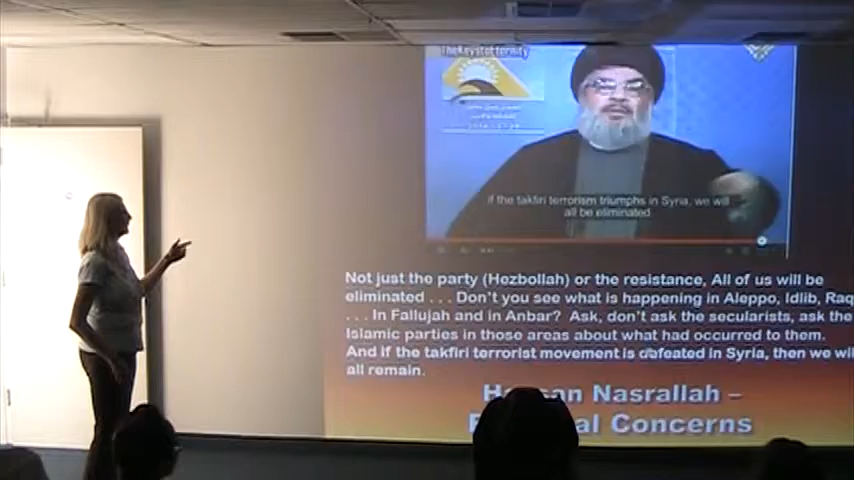 TheKeystoEternity
if the takfiri terrorism triumphs in Syria, we will
all be eliminated.
Not just the party (Hezbollah) or the resistance, All of us will be
eliminated . . . Don't you see what is happening in Aleppo, Idlib, Raq
. . . In Fallujah and in Anbar? Ask, don't ask the secularists, ask the
Islamic parties in those areas about what had occurred to them.
And if the takfiri terrorist movement is defeated in Syria, then we wi
all remain.
Nasrallah –
Concerns